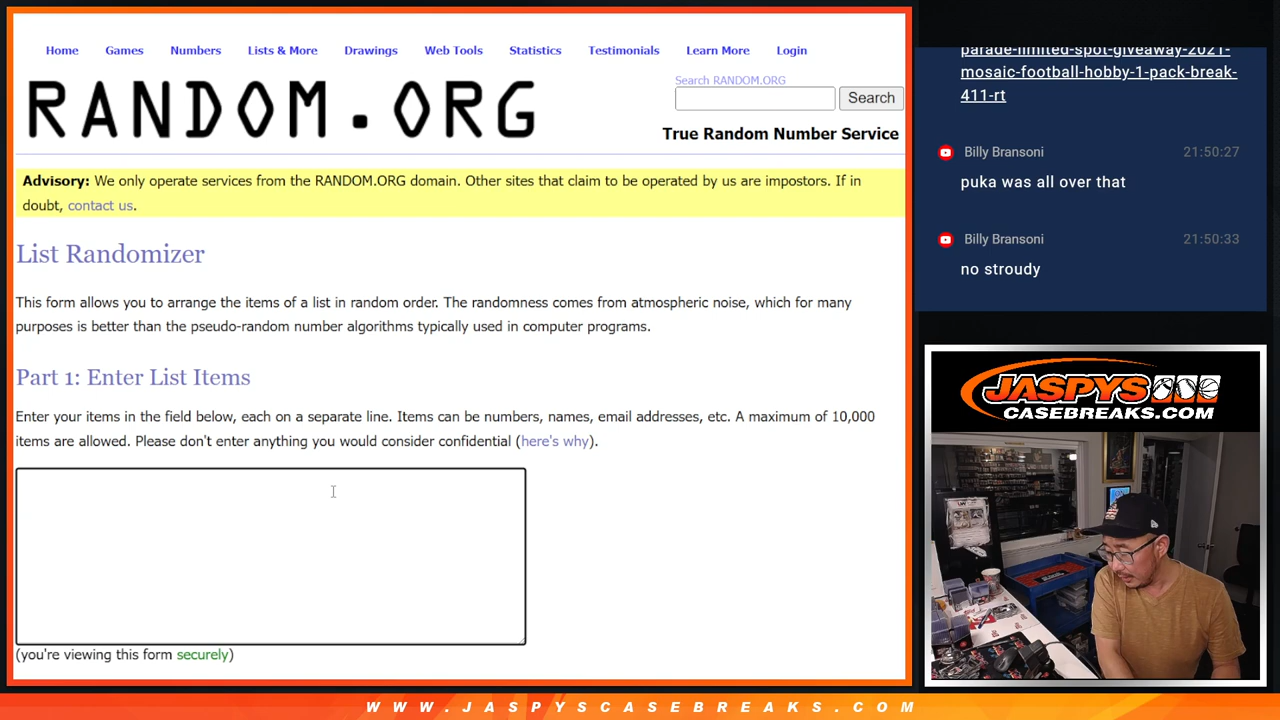 Home Games Numbers Lists & More Drawings Web Tools Statistics Testimonials Learn More Login
RANDOM.ORG
Search RANDOM.ORG
Search
True Random Number Service
Advisory: We only operate services from the RANDOM.ORG domain. Other sites that claim to be operated by us are impostors. If in
doubt, contact us.
List Randomizer
This form allows you to arrange the items of a list in random order. The randomness comes from atmospheric noise, which for many
purposes is better than the pseudo-random number algorithms typically used in computer programs.
Part 1: Enter List Items
Enter your items in the field below, each on a separate line. Items can be numbers, names, email addresses, etc. A maximum of 10,000
items are allowed. Please don't enter anything you would consider confidential (here's why).
(you're viewing this form securely)
parade-limited-spot-giveaway-2021-
mosaic-football-hobby-1-pack-break-
411-rt
Billy Bransoni 21:50:27
puka was all over that
Billy Bransoni 21:50:33
no stroudy
JASPYS
CASEBREAKS.COM
WWW.JASPYSCASEBREAKS.COM